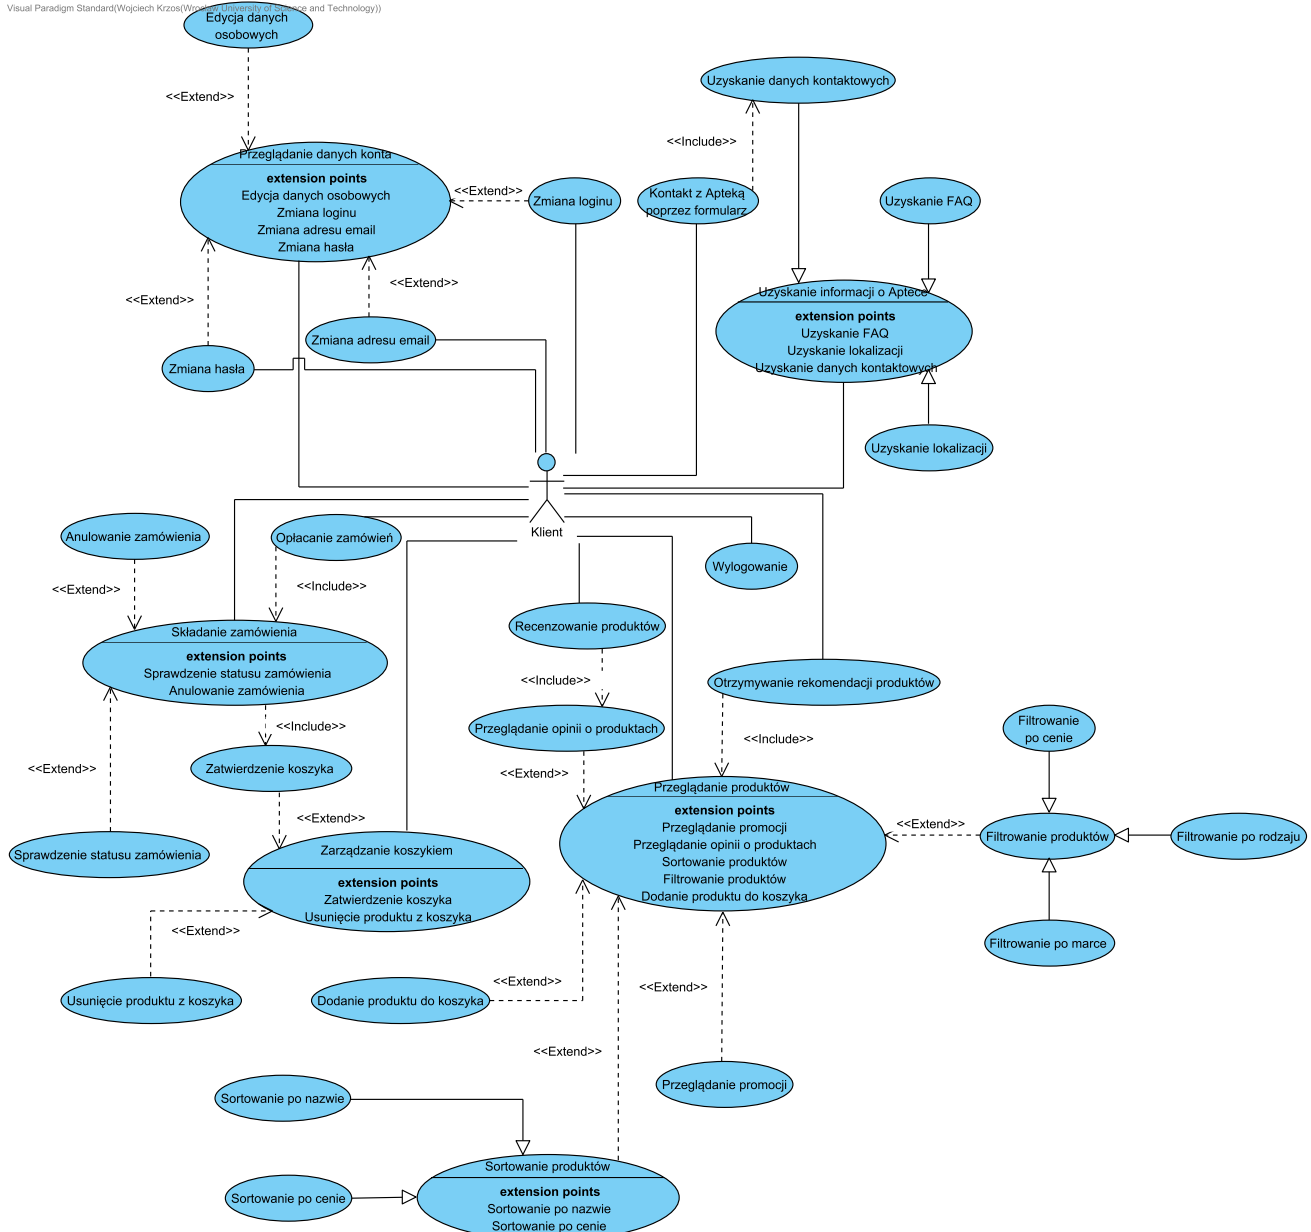 Visual Paradigm Standard(Wojciech Krzos(Wrocław University of Science and Technology))
Edycja danych
osobowych
<<Extend>>
Uzyskanie danych kontaktowych
<<Include>>
Przeglądanie danych konta
extension points
Edycja danych osobowych
Zmiana loginu
Zmiana adresu email
Zmiana hasła
<<Extend>>
Zmiana loginu
Kontakt z Apteką
poprzez formularz
Uzyskanie FAQ
<<Extend>>
<<Extend>>
Uzyskanie informacji o Aptece
extension points
Uzyskanie FAQ
Uzyskanie lokalizacji
Uzyskanie danych kontaktowych
Zmiana adresu email
Zmiana hasła
Uzyskanie lokalizacji
Klient
Anulowanie zamówienia
Opłacanie zamówień
Wylogowanie
<<Extend>>
<<Include>>
Składanie zamówienia
extension points
Sprawdzenie statusu zamówienia
Anulowanie zamówienia
Recenzowanie produktów
<<Include>>
Otrzymywanie rekomendacji produktów
<<Include>>
Przeglądanie opinii o produktach
<<Include>>
Filtrowanie
po cenie
<<Extend>>
Zatwierdzenie koszyka
<<Extend>>
Przeglądanie produktów
extension points
Przeglądanie promocji
Przeglądanie opinii o produktach
Sortowanie produktów
Filtrowanie produktów
Dodanie produktu do koszyka
<<Extend>>
<<Extend>>
Filtrowanie produktów
Filtrowanie po rodzaju
Sprawdzenie statusu zamówienia
Zarządzanie koszykiem
extension points
Zatwierdzenie koszyka
Usunięcie produktu z koszyka
<<Extend>>
Filtrowanie po marce
<<Extend>>
<<Extend>>
Usunięcie produktu z koszyka
Dodanie produktu do koszyka
<<Extend>>
Przeglądanie promocji
Sortowanie po nazwie
Sortowanie produktów
extension points
Sortowanie po nazwie
Sortowanie po cenie
Sortowanie po cenie